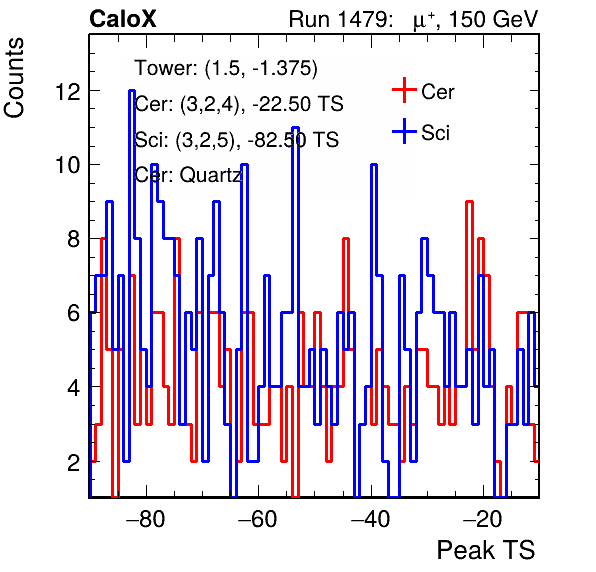 CaloX
Run 1479: μ⁺, 150 GeV
Counts
Tower: (1.5, -1.375)
Cer: (3,2,4), -22.50 TS
Sci: (3,2,5), -82.50 TS
Cer: Quartz
Cer
Sci
12
10
8
6
4
2
−80 −60 −40 −20
Peak TS